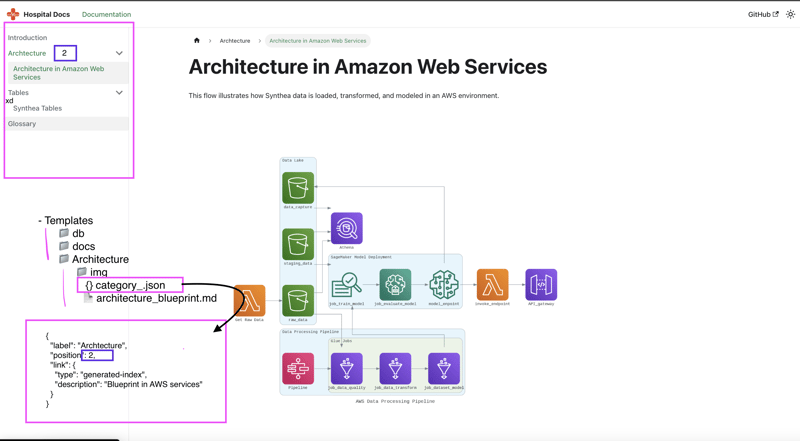 Hospital Docs
Documentation
GitHub
Introduction
Archtecture 2
Architecture in Amazon Web
Services
Tables
xd
Synthea Tables
Glossary
Archtecture
Architecture in Amazon Web Services
Architecture in Amazon Web Services
This flow illustrates how Synthea data is loaded, transformed, and modeled in an AWS environment.
- Templates
db
docs
Architecture
img
{} category_.json
architecture_blueprint.md
{
"label": "Archtecture",
"position": 2,
"link": {
"type": "generated-index",
"description": "Blueprint in AWS services"
}
}
Data Lake
data_capture
staging_data
raw_data
Get Raw Data
Athena
SageMaker Model Deployment
job_train_model
job_evaluate_model
model_enpoint
invoke_endpoint
API_gateway
Data Processing Pipeline
Glue Jobs
Pipeline
job_data_quality
job_data_transform
job_dataset_model
AWS Data Processing Pipeline